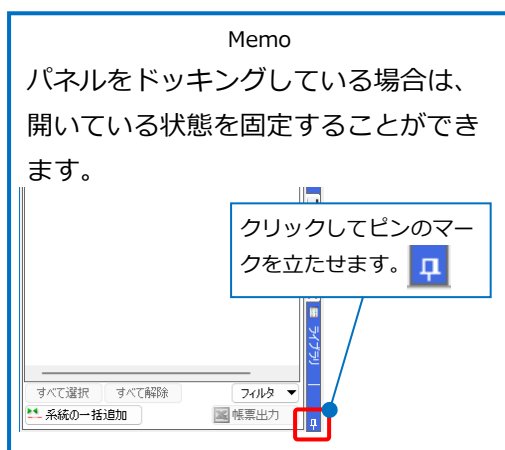 Memo
パネルをドッキングしている場合は、
開いている状態を固定することができ
ます。
クリックしてピンのマー
クを立たせます。
ライブラリ
すべて選択 すべて解除 フィルタ
系統の一括追加 帳票出力